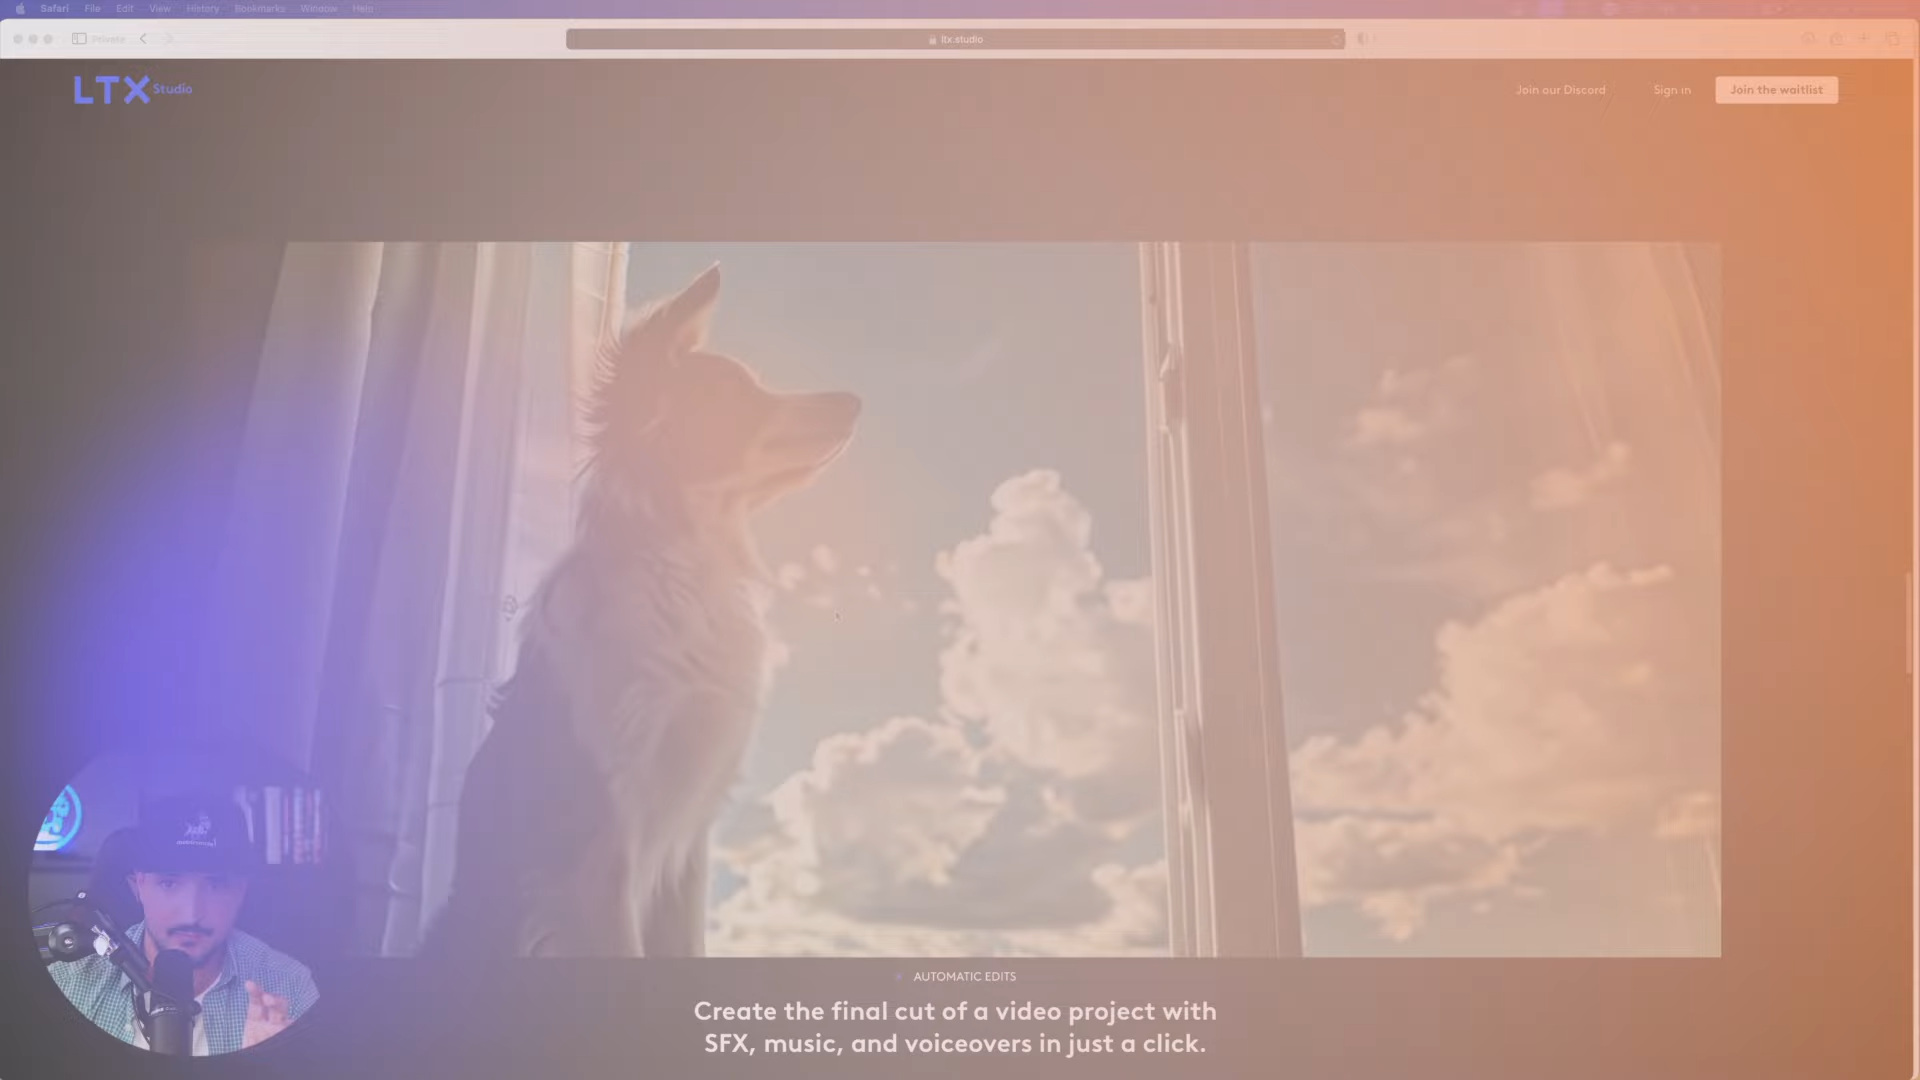 Safari File Edit View History Bookmarks Window Help
Private
ltx.studio
LTX Studio
Join our Discord
Sign in
Join the waitlist
AUTOMATIC EDITS
Create the final cut of a video project with
SFX, music, and voiceovers in just a click.